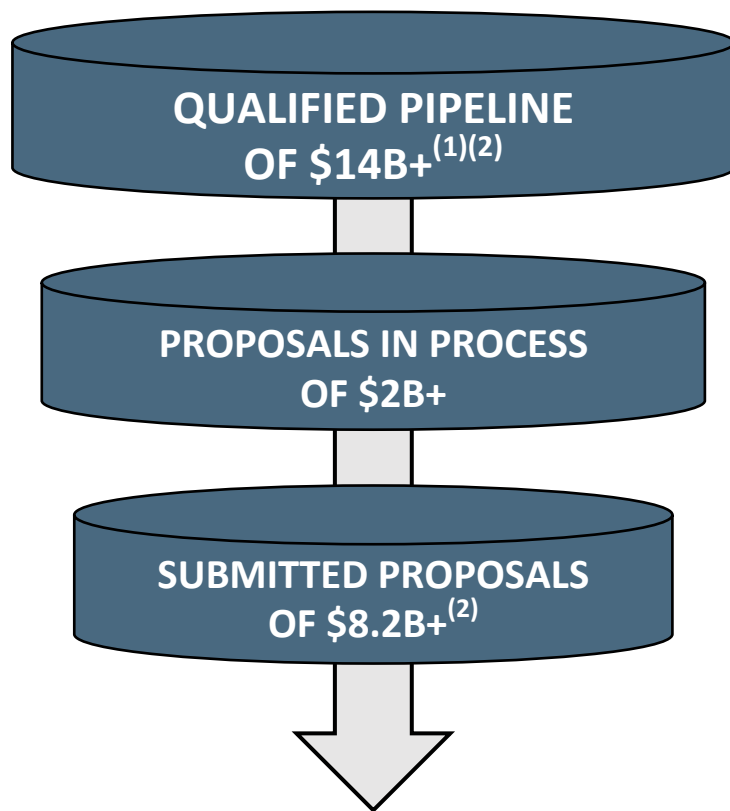 QUALIFIED PIPELINE
OF $14B+(1)(2)
PROPOSALS IN PROCESS
OF $2B+
SUBMITTED PROPOSALS
OF $8.2B+(2)